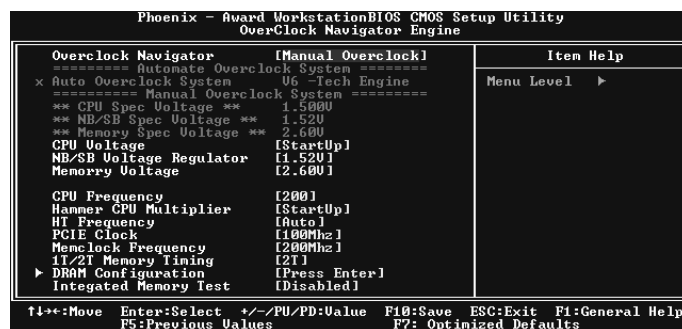 Phoenix - Award WorkstationBIOS CMOS Setup Utility
OverClock Navigator Engine
Overclock Navigator [Manual Overclock]
========= Automate Overclock System ========
x Auto Overclock System V6 -Tech Engine
========== Manual Overclock System =========
** CPU Spec Voltage ** 1.500V
** NB/SB Spec Voltage ** 1.52V
** Memory Spec Voltage ** 2.60V
CPU Voltage [StartUp]
NB/SB Voltage Regulator [1.52V]
Memorry Voltage [2.60V]
CPU Frequency [200]
Hammer CPU Multiplier [StartUp]
HT Frequency [Auto]
PCIE Clock [100Mhz]
Memclock Frequency [200Mhz]
1T/2T Memory Timing [2T]
▶ DRAM Configuration [Press Enter]
Integated Memory Test [Disabled]
Item Help
Menu Level ▶
↑↓→←:Move Enter:Select +/-/PU/PD:Value F10:Save ESC:Exit F1:General Help
F5:Previous Values F7: Optimized Defaults